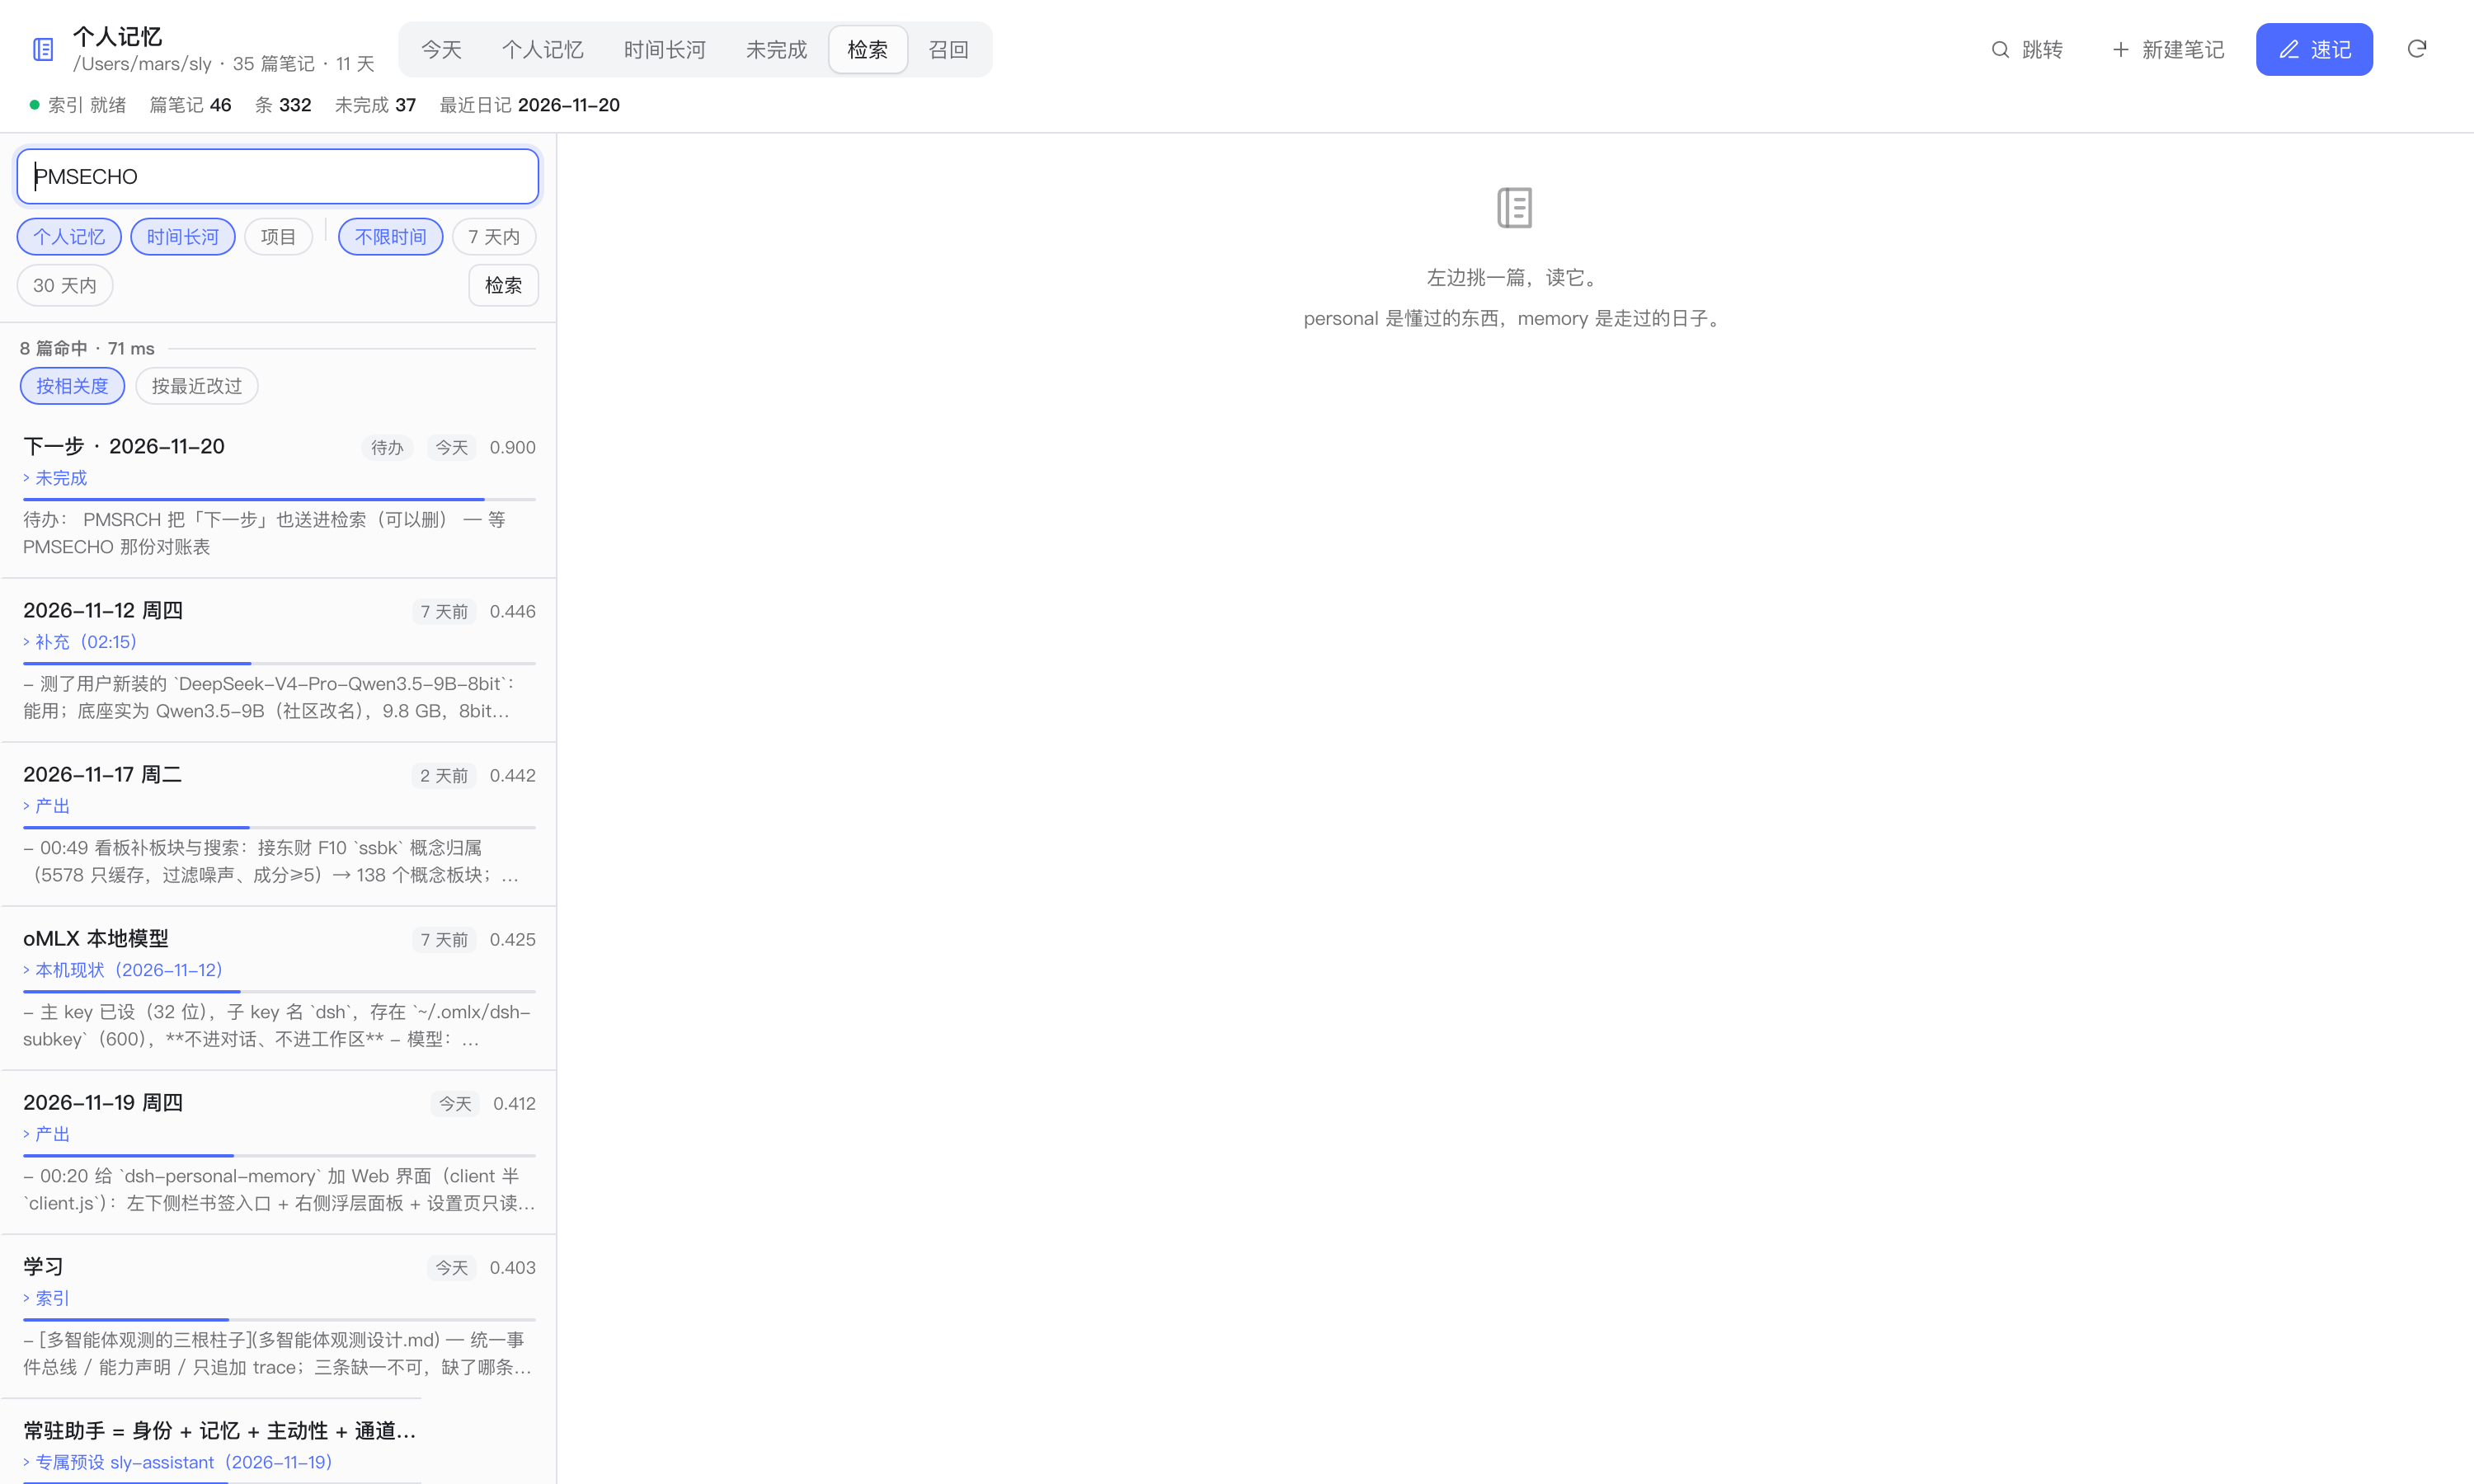 个人记忆
/Users/mars/sly · 35 篇笔记 · 11 天
今天 个人记忆 时间长河 未完成 检索 召回
跳转 新建笔记 速记
索引 就绪 篇笔记 46 条 332 未完成 37 最近日记 2026-11-20
PMSECHO
个人记忆 时间长河 项目 不限时间 7 天内
30 天内 检索
8 篇命中 · 71 ms
按相关度 按最近改过
下一步 · 2026-11-20 待办 今天 0.900
› 未完成
待办： PMSRCH 把「下一步」也送进检索（可以删） — 等
PMSECHO 那份对账表
2026-11-12 周四 7 天前 0.446
› 补充（02:15）
- 测了用户新装的 `DeepSeek-V4-Pro-Qwen3.5-9B-8bit`：
能用；底座实为 Qwen3.5-9B（社区改名），9.8 GB，8bit...
2026-11-17 周二 2 天前 0.442
› 产出
- 00:49 看板补板块与搜索：接东财 F10 `ssbk` 概念归属
（5578 只缓存，过滤噪声、成分≥5）→ 138 个概念板块；...
oMLX 本地模型 7 天前 0.425
› 本机现状（2026-11-12）
- 主 key 已设（32 位），子 key 名 `dsh`，存在 `~/.omlx/dsh-
subkey`（600），**不进对话、不进工作区** - 模型：...
2026-11-19 周四 今天 0.412
› 产出
- 00:20 给 `dsh-personal-memory` 加 Web 界面（client 半
`client.js`）：左下侧栏书签入口 + 右侧浮层面板 + 设置页只读...
学习 今天 0.403
› 索引
- [多智能体观测的三根柱子](多智能体观测设计.md) — 统一事
件总线 / 能力声明 / 只追加 trace；三条缺一不可，缺了哪条...
常驻助手 = 身份 + 记忆 + 主动性 + 通道...
› 专属预设 sly-assistant（2026-11-19）
左边挑一篇，读它。
personal 是懂过的东西，memory 是走过的日子。